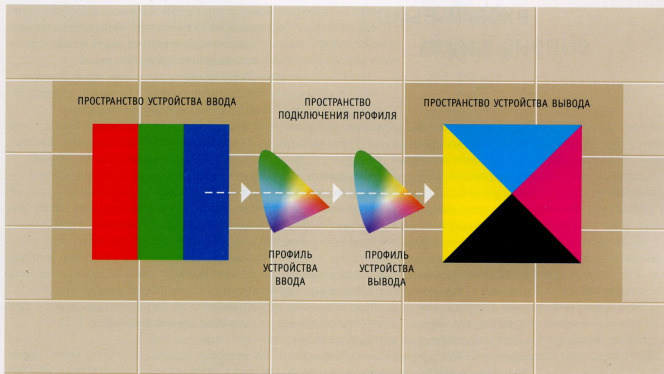 ПРОСТРАНСТВО УСТРОЙСТВА ВВОДА
ПРОСТРАНСТВО
ПОДКЛЮЧЕНИЯ ПРОФИЛЯ
ПРОСТРАНСТВО УСТРОЙСТВА ВЫВОДА
ПРОФИЛЬ
УСТРОЙСТВА
ВВОДА
ПРОФИЛЬ
УСТРОЙСТВА
ВЫВОДА